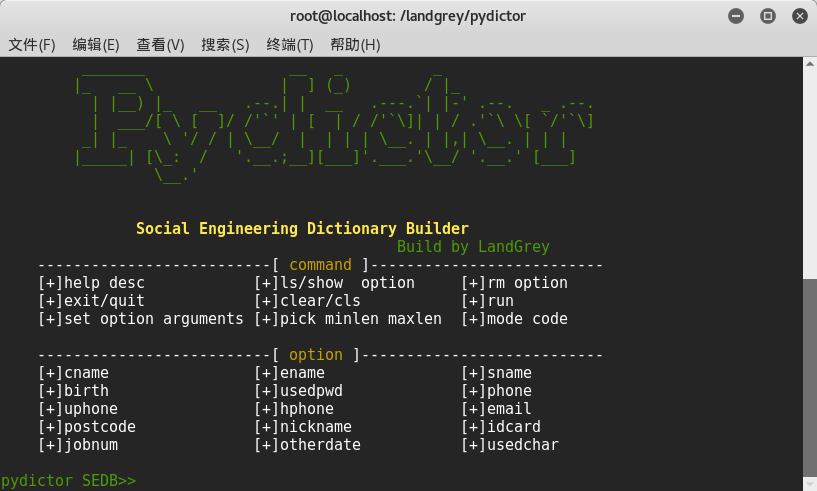 root@localhost: /landgrey/pydictor
文件(F) 编辑(E) 查看(V) 搜索(S) 终端(T) 帮助(H)
Pydictor
Social Engineering Dictionary Builder
Build by LandGrey
--------------------------[ command ]--------------------------
[+]help desc [+]ls/show  option [+]rm option
[+]exit/quit [+]clear/cls [+]run
[+]set option arguments [+]pick minlen maxlen [+]mode code
--------------------------[ option ]---------------------------
[+]cname [+]ename [+]sname
[+]birth [+]usedpwd [+]phone
[+]uphone [+]hphone [+]email
[+]postcode [+]nickname [+]idcard
[+]jobnum [+]otherdate [+]usedchar
pydictor SEDB>>